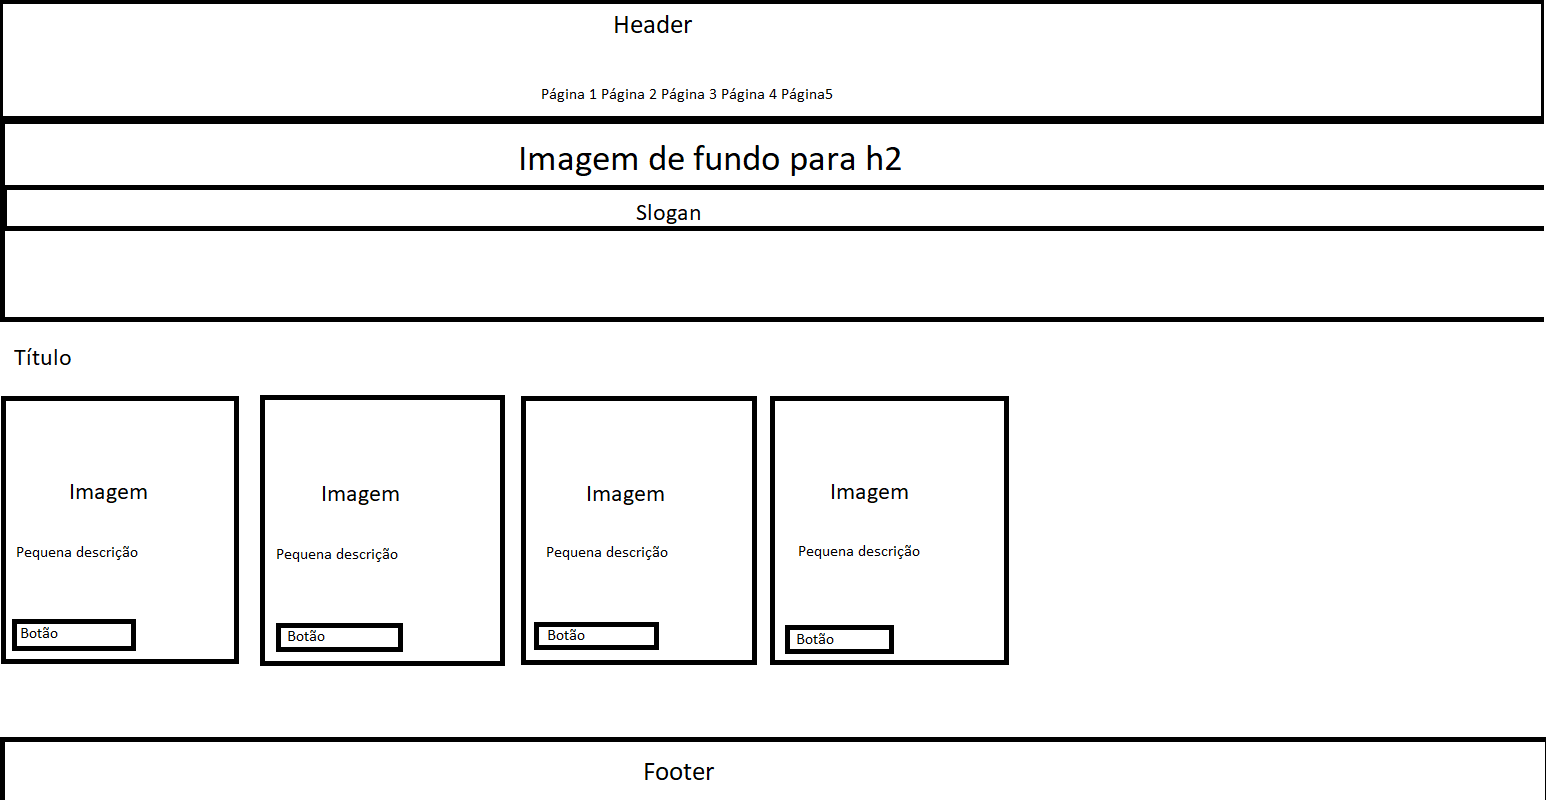 Header
Página 1 Página 2 Página 3 Página 4 Página5
Imagem de fundo para h2
Slogan
Título
Imagem
Pequena descrição
Botão
Imagem
Pequena descrição
Botão
Imagem
Pequena descrição
Botão
Imagem
Pequena descrição
Botão
Footer